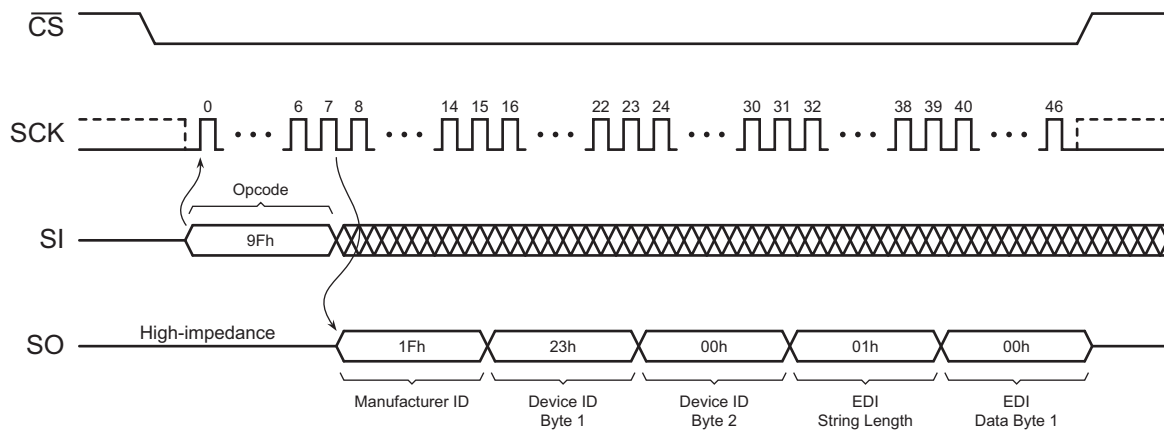 CS
0 6 7 8 14 15 16 22 23 24 30 31 32 38 39 40 46
SCK
Opcode
SI
9Fh
High-impedance
SO
1Fh 23h 00h 01h 00h
Manufacturer ID Device ID Device ID EDI EDI
Byte 1 Byte 2 String Length Data Byte 1